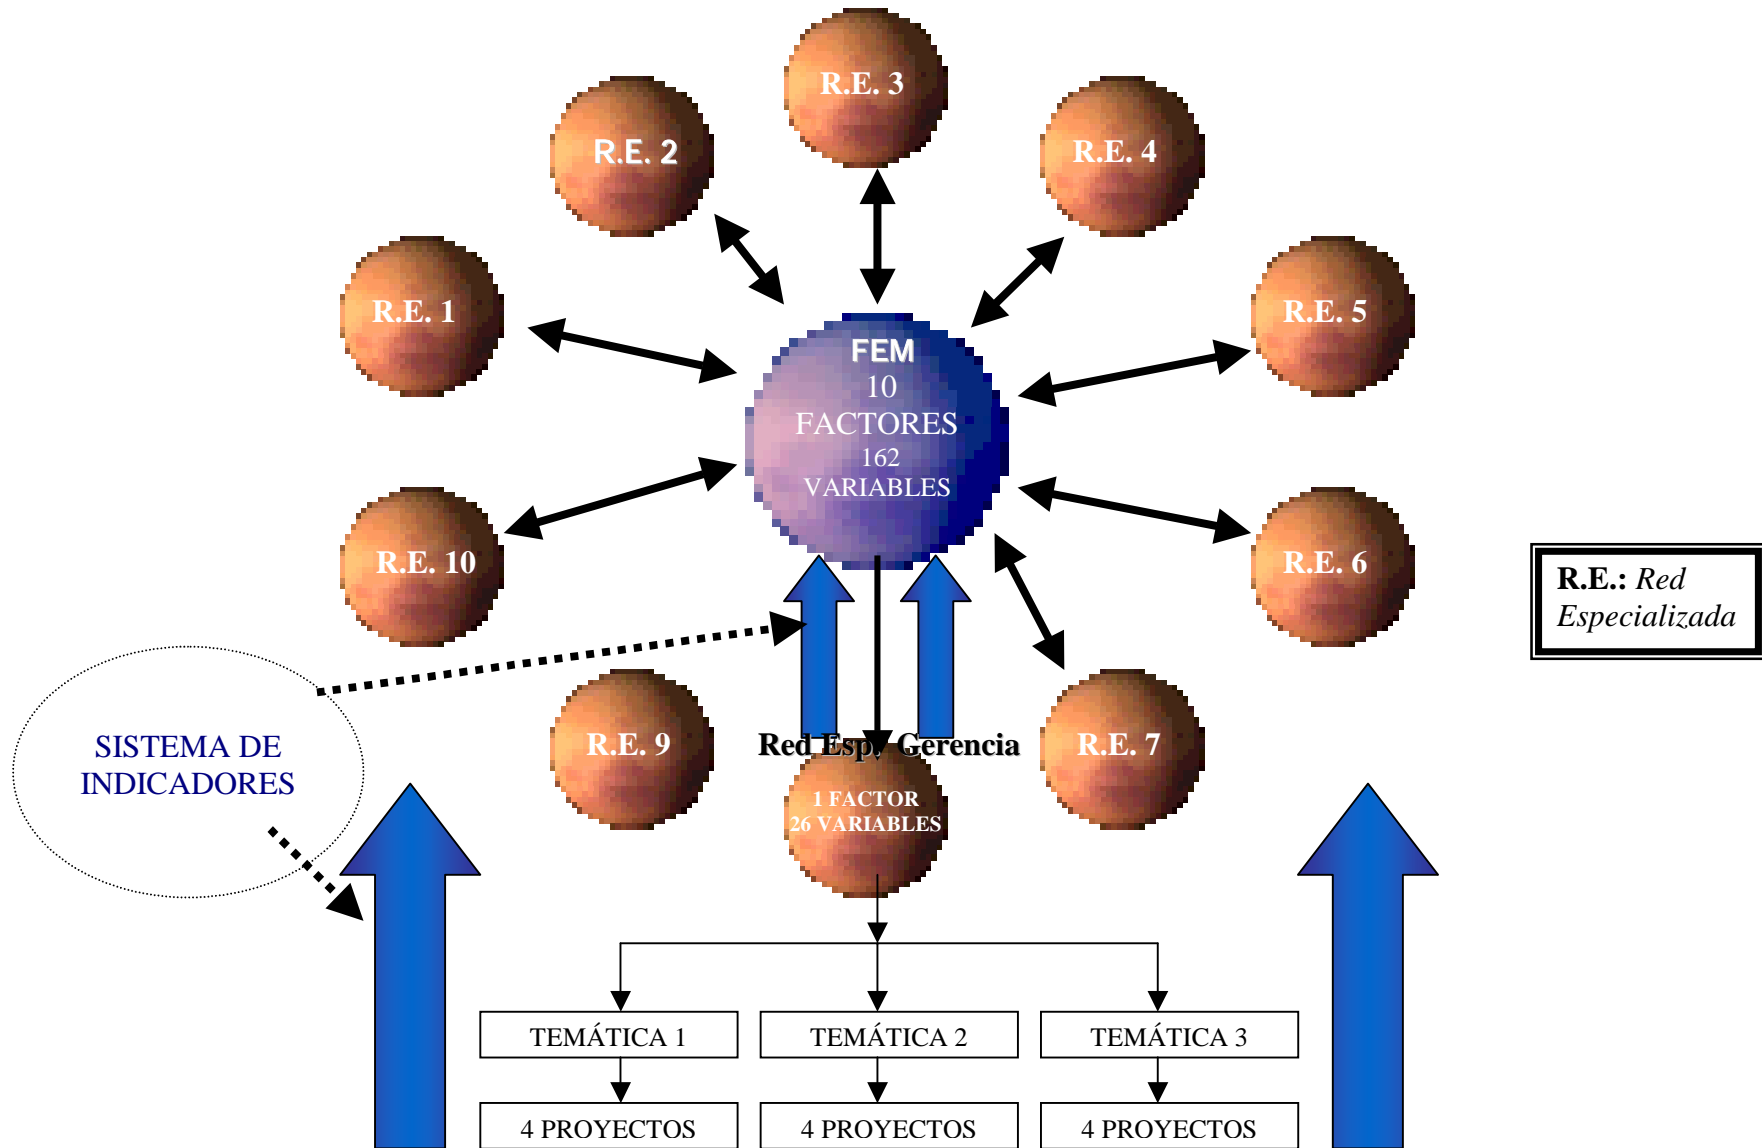 R.E. 3
R.E. 2
R.E. 4
R.E. 1
R.E. 5
FEM
10
FACTORES
162
VARIABLES
R.E. 10
R.E. 6
R.E.: Red
Especializada
R.E. 9
Red Esp. Gerencia
R.E. 7
SISTEMA DE
INDICADORES
1 FACTOR
26 VARIABLES
TEMÁTICA 1
TEMÁTICA 2
TEMÁTICA 3
4 PROYECTOS
4 PROYECTOS
4 PROYECTOS